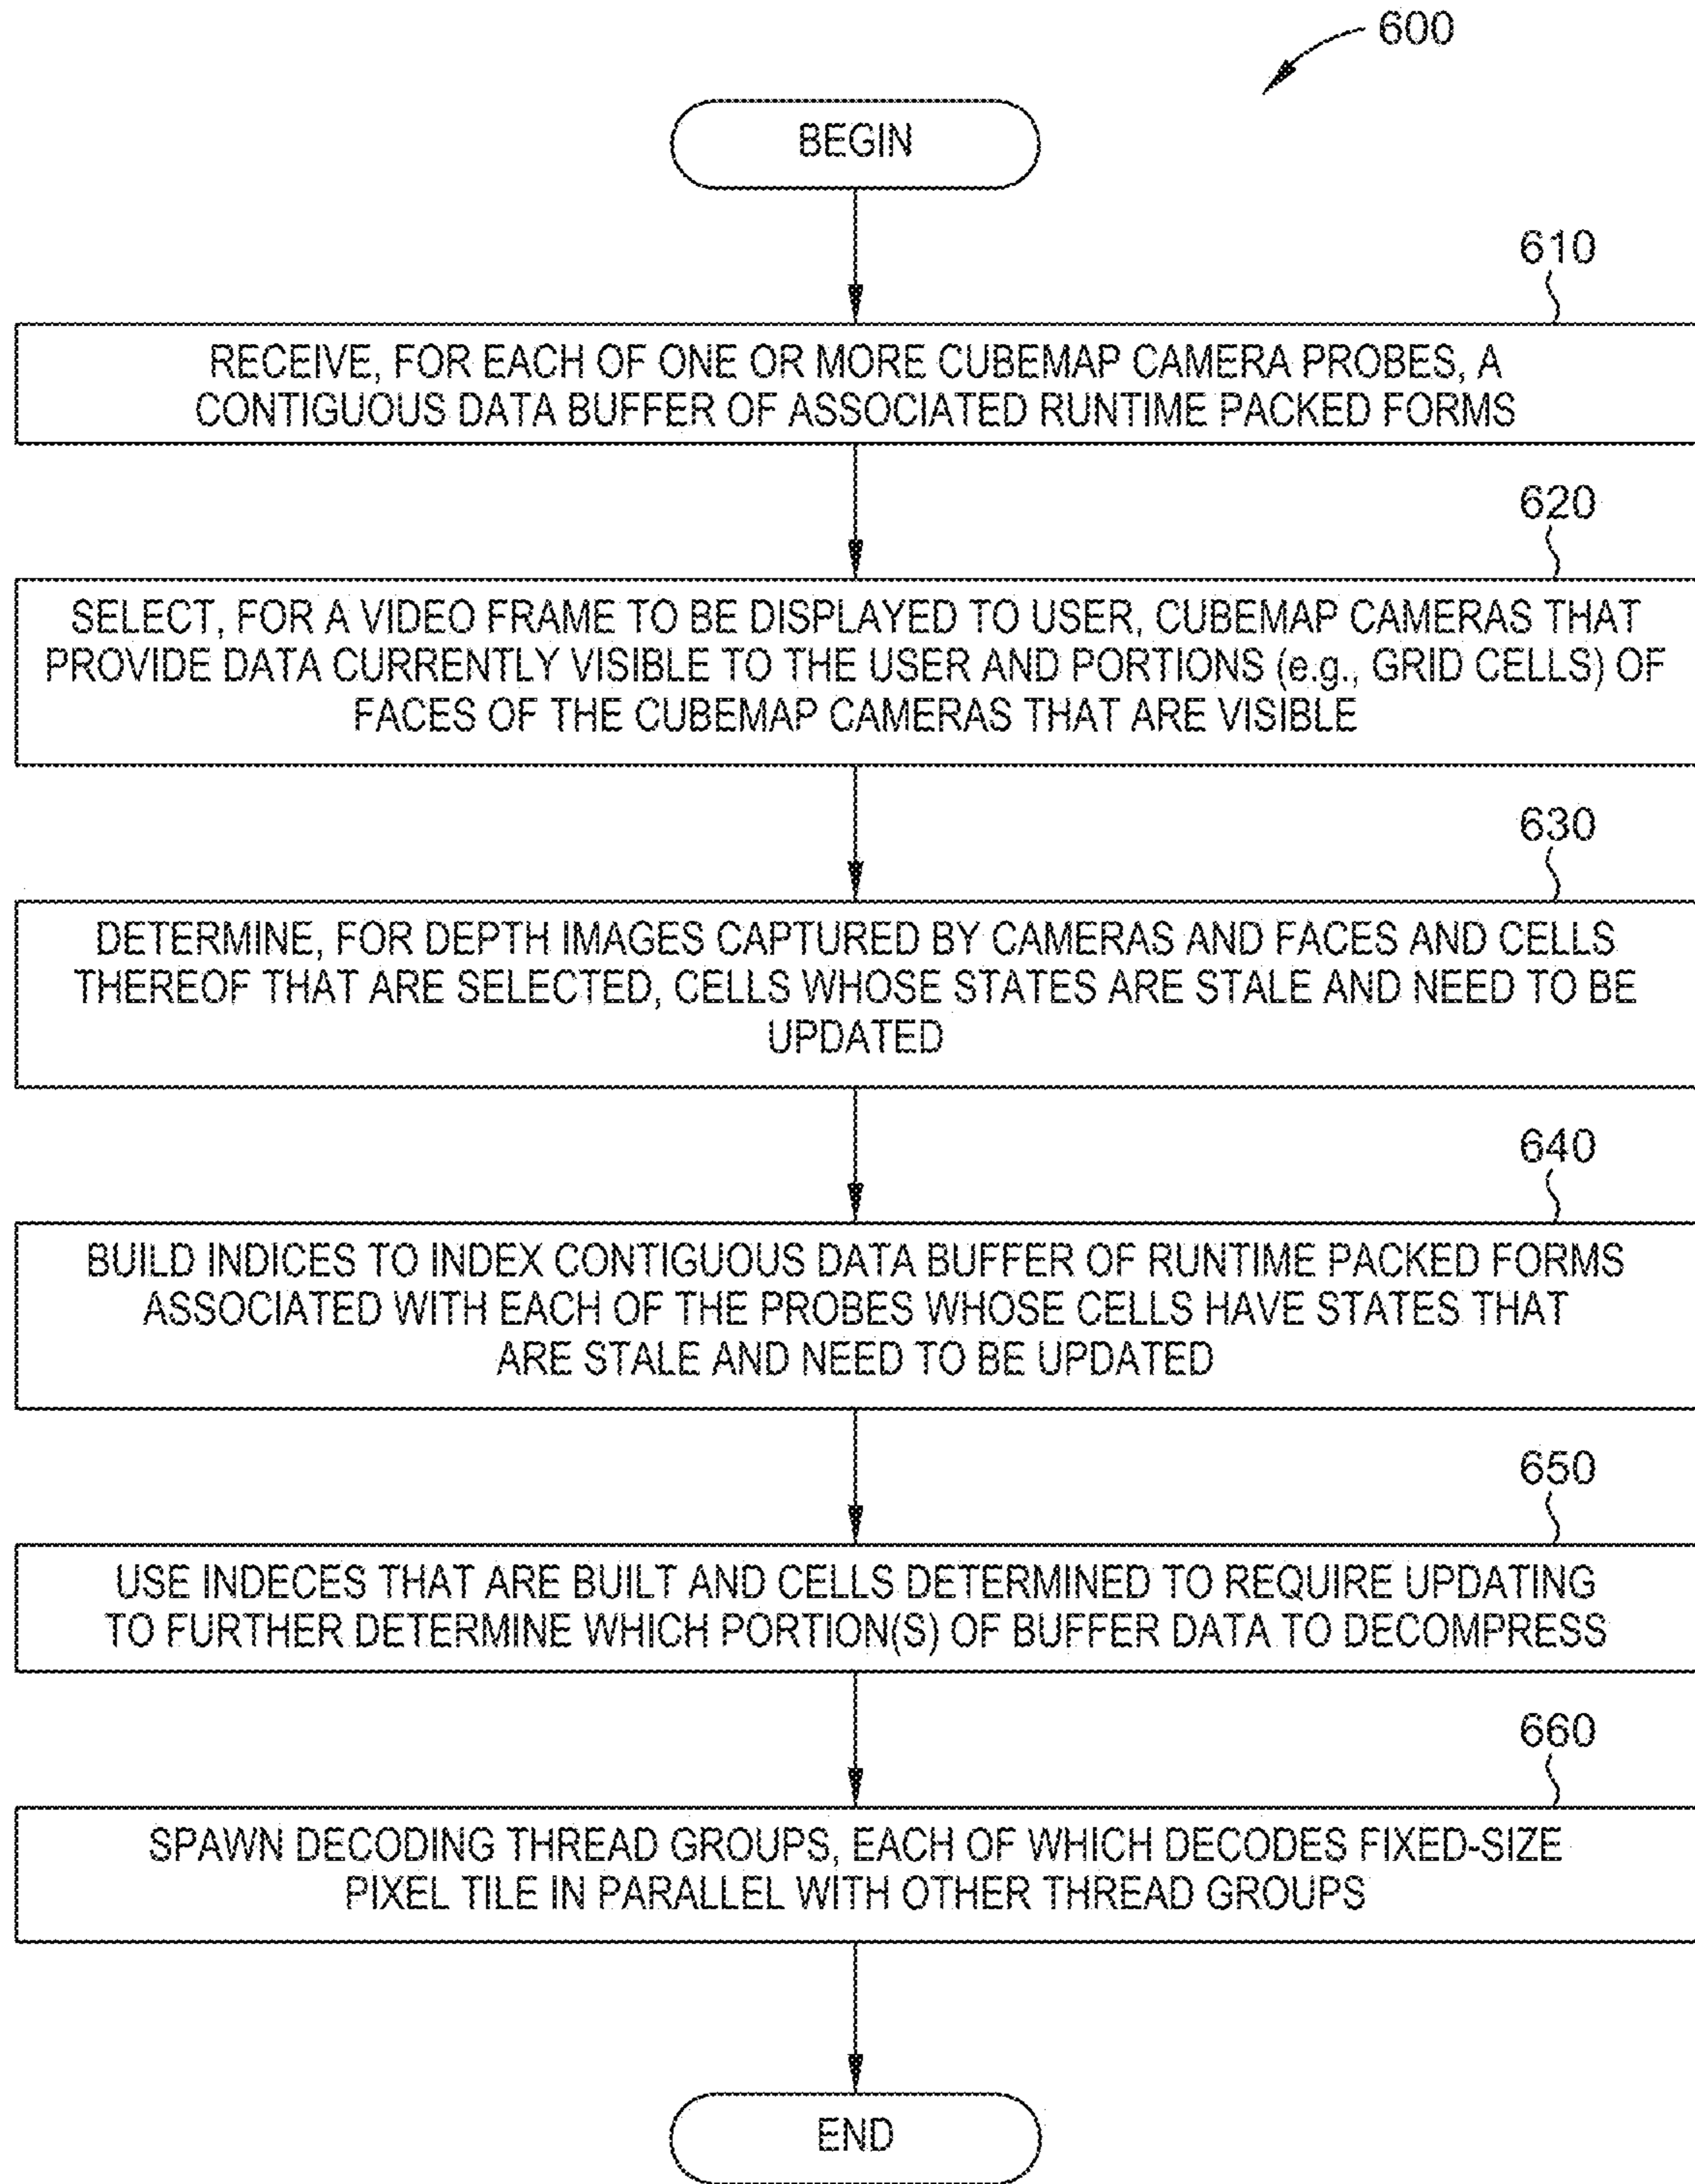 600
BEGIN
610
RECEIVE, FOR EACH OF ONE OR MORE CUBEMAP CAMERA PROBES, A
CONTIGUOUS DATA BUFFER OF ASSOCIATED RUNTIME PACKED FORMS
620
SELECT, FOR A VIDEO FRAME TO BE DISPLAYED TO USER, CUBEMAP CAMERAS THAT
PROVIDE DATA CURRENTLY VISIBLE TO THE USER AND PORTIONS (e.g., GRID CELLS) OF
FACES OF THE CUBEMAP CAMERAS THAT ARE VISIBLE
630
DETERMINE, FOR DEPTH IMAGES CAPTURED BY CAMERAS AND FACES AND CELLS
THEREOF THAT ARE SELECTED, CELLS WHOSE STATES ARE STALE AND NEED TO BE
UPDATED
640
BUILD INDICES TO INDEX CONTIGUOUS DATA BUFFER OF RUNTIME PACKED FORMS
ASSOCIATED WITH EACH OF THE PROBES WHOSE CELLS HAVE STATES THAT
ARE STALE AND NEED TO BE UPDATED
650
USE INDECES THAT ARE BUILT AND CELLS DETERMINED TO REQUIRE UPDATING
TO FURTHER DETERMINE WHICH PORTION(S) OF BUFFER DATA TO DECOMPRESS
660
SPAWN DECODING THREAD GROUPS, EACH OF WHICH DECODES FIXED-SIZE
PIXEL TILE IN PARALLEL WITH OTHER THREAD GROUPS
END